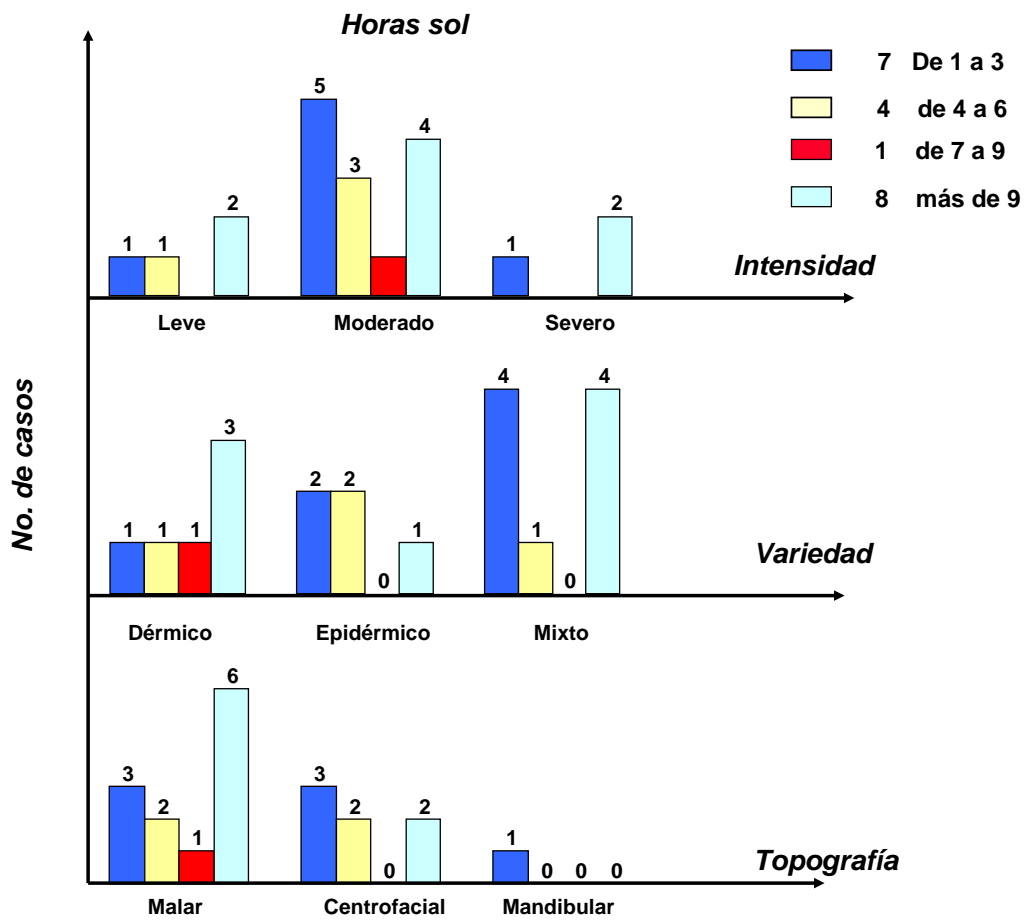 Horas sol
7 De 1 a 3
4 de 4 a 6
1 de 7 a 9
8 más de 9
No. de casos
5
4
3
2 2
1 1 1
Intensidad
Leve Moderado Severo
4 4
3
2 2
1 1 1 1 1
0 0
Variedad
Dérmico Epidérmico Mixto
6
3 3
2 2 2
1 1
0 0 0 0
Topografía
Malar Centrofacial Mandibular